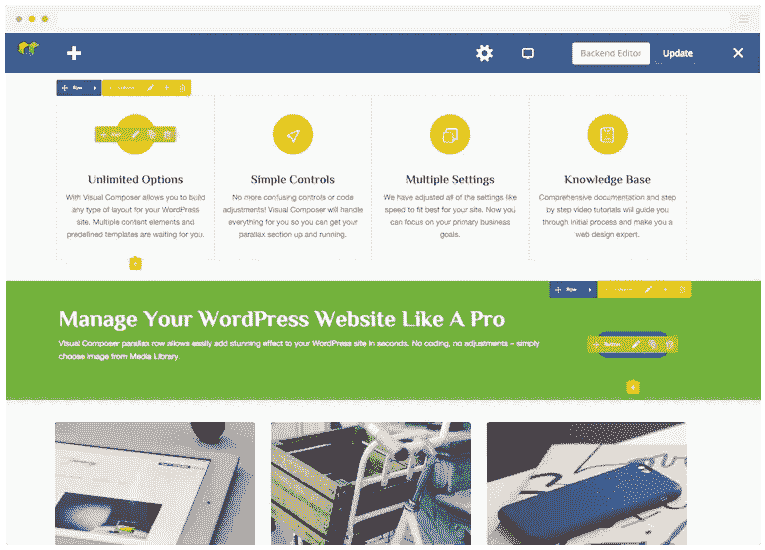 Backend Editor Update
Row
Unlimited Options
With Visual Composer allows you to build
any type of layout for your WordPress
site. Multiple content elements and
predefined templates are waiting for you.
Simple Controls
No more confusing controls or code
adjustments! Visual Composer will handle
everything for you so you can get your
parallax section up and running.
Multiple Settings
We have adjusted all of the settings like
speed to fit best for your site. Now you
can focus on your primary business
goals.
Knowledge Base
Comprehensive documentation and step
by step video tutorials will guide you
through initial process and make you a
web design expert.
Row
Manage Your WordPress Website Like A Pro
Visual Composer parallax row allows easily add stunning effect to your WordPress site in seconds. No coding, no adjustments – simply
choose image from Media Library.